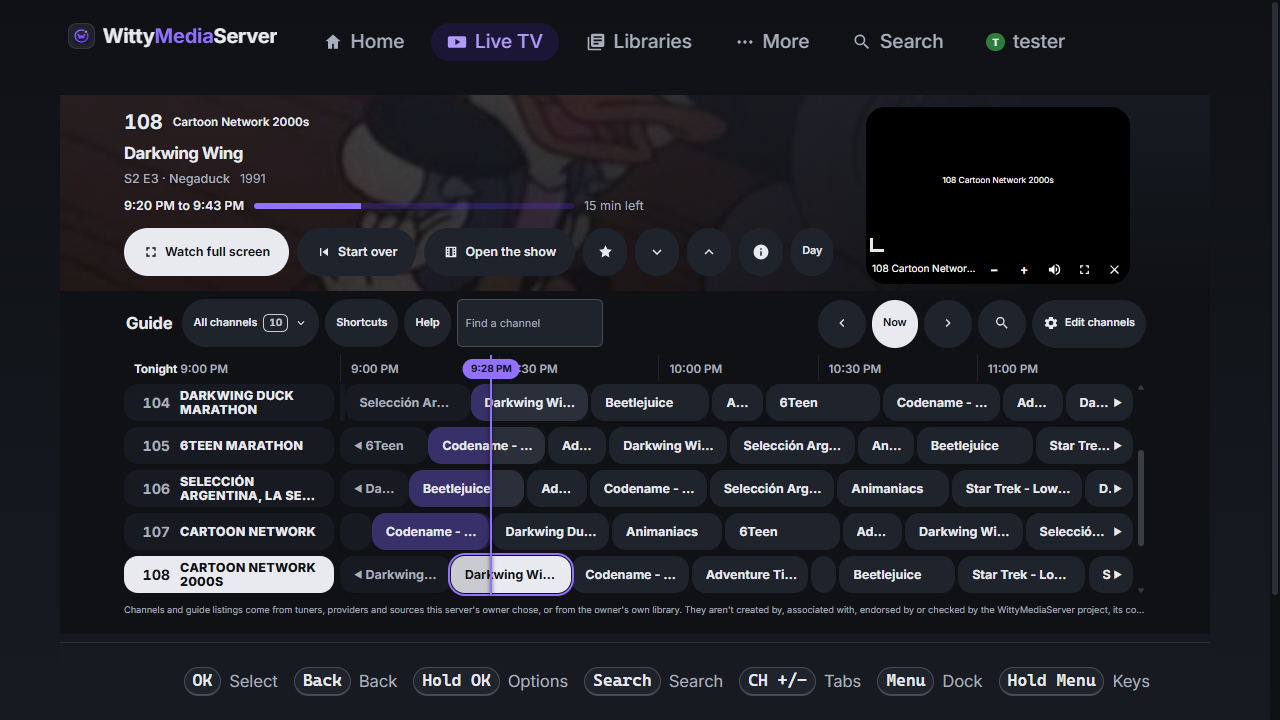 WittyMediaServer
Home
Live TV
Libraries
More
Search
T tester
108 Cartoon Network 2000s
Darkwing Wing
S2 E3 · Negaduck 1991
9:20 PM to 9:43 PM
15 min left
Watch full screen
Start over
Open the show
Day
108 Cartoon Network 2000s
108 Cartoon Networ...
Guide
All channels 10
Shortcuts
Help
Find a channel
Now
Edit channels
Tonight 9:00 PM
9:00 PM
9:28 PM
:30 PM
10:00 PM
10:30 PM
11:00 PM
104 DARKWING DUCK MARATHON
Selección Ar...
Darkwing Wi...
Beetlejuice
A...
6Teen
Codename - ...
Ad...
Da...
105 6TEEN MARATHON
6Teen
Codename - ...
Ad...
Darkwing Wi...
Selección Arg...
An...
Beetlejuice
Star Tre...
106 SELECCIÓN ARGENTINA, LA SE...
Da...
Beetlejuice
Ad...
Codename - ...
Selección Arg...
Animaniacs
Star Trek - Low...
D.
107 CARTOON NETWORK
Codename - ...
Darkwing Du...
Animaniacs
6Teen
Ad...
Darkwing Wi...
Selecció...
108 CARTOON NETWORK 2000S
Darkwing...
Darkwing Wi...
Codename - ...
Adventure Ti...
Beetlejuice
Star Trek - Lo...
S
Channels and guide listings come from tuners, providers and sources this server's owner chose, or from the owner's own library. They aren't created by, associated with, endorsed by or checked by the WittyMediaServer project, its co...
OK Select
Back Back
Hold OK Options
Search Search
CH +/− Tabs
Menu Dock
Hold Menu Keys